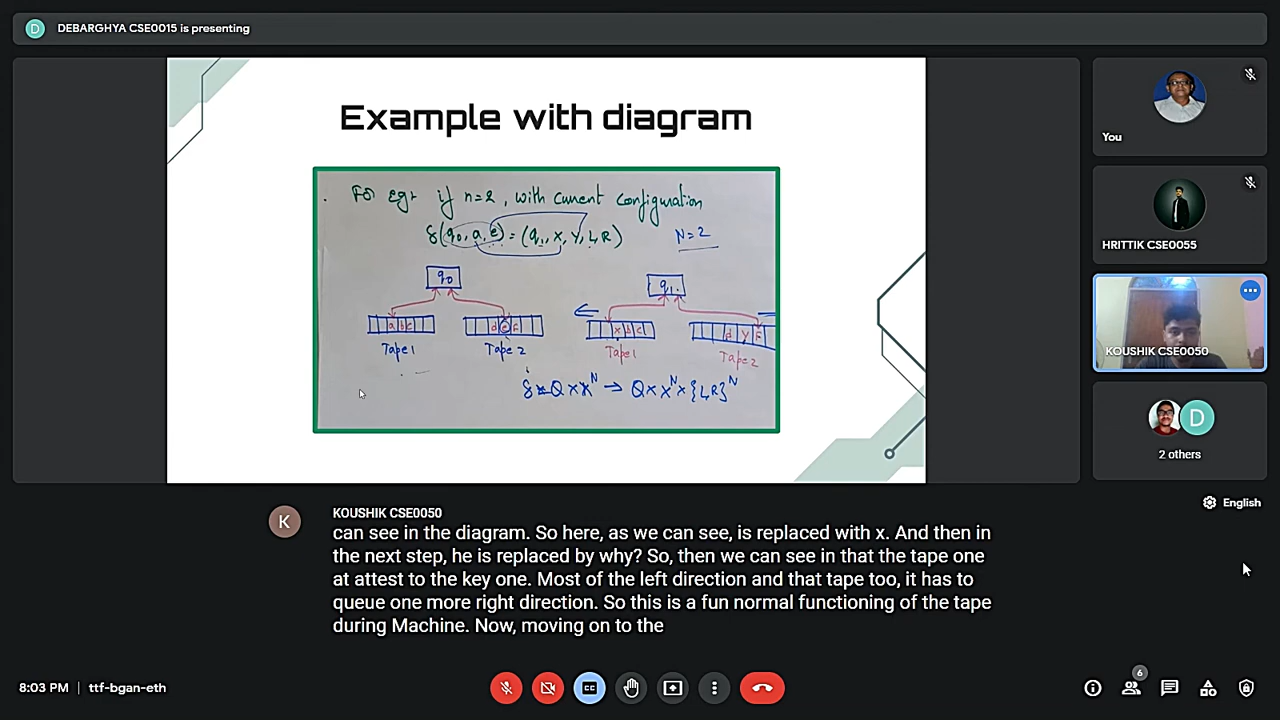 D DEBARGHYA CSE0015 is presenting
Example with diagram
For eg: if n=2, with current configuration
δ(q₀, a, e) = (q₁, X, Y, L, R) N=2
q₀ q₁.
a b c d e f x b c d y f
Tape 1 Tape 2 Tape1 Tape2
Q × X^N → Q × X^N × {L, R}^N
You
HRITTIK CSE0055
KOUSHIK CSE0050
D
2 others
English
K KOUSHIK CSE0050
can see in the diagram. So here, as we can see, is replaced with x. And then in
the next step, he is replaced by why? So, then we can see in that the tape one
at attest to the key one. Most of the left direction and that tape too, it has to
queue one more right direction. So this is a fun normal functioning of the tape
during Machine. Now, moving on to the
8:03 PM | ttf-bgan-eth
CC
6